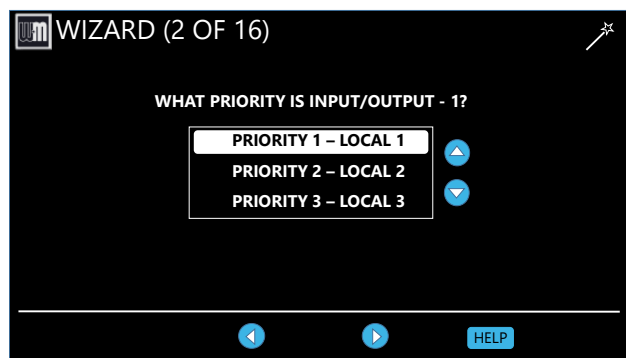 WM WIZARD (2 OF 16)
WHAT PRIORITY IS INPUT/OUTPUT - 1?
PRIORITY 1 – LOCAL 1
PRIORITY 2 – LOCAL 2
PRIORITY 3 – LOCAL 3
HELP